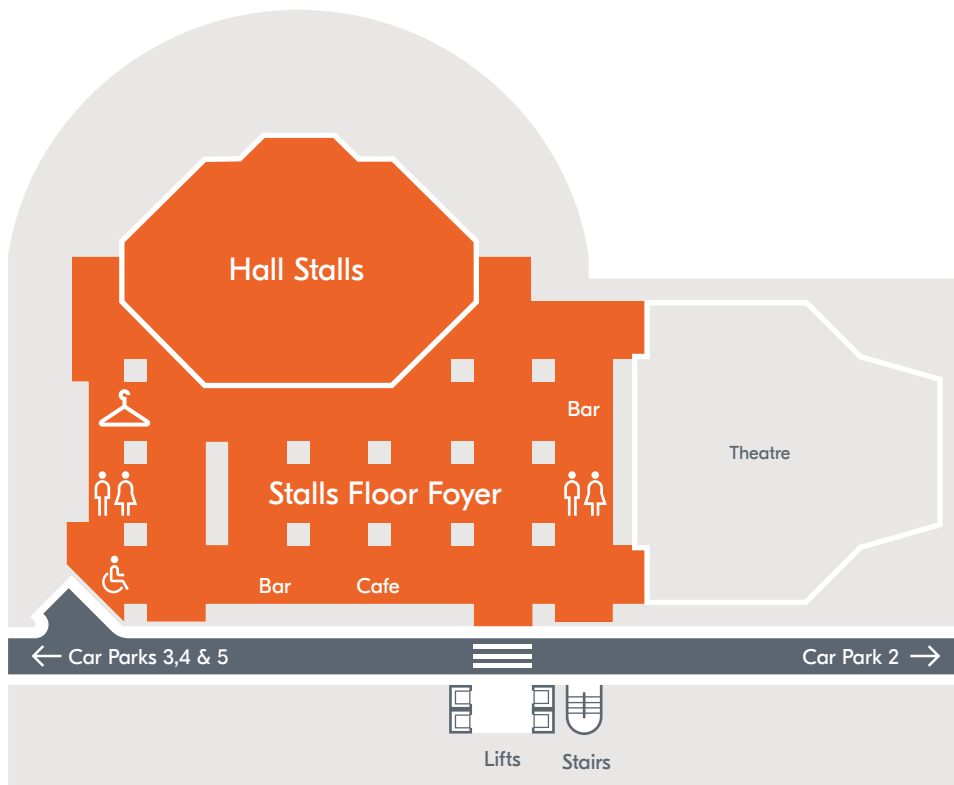 Hall Stalls
Bar
Theatre
Stalls Floor Foyer
Bar
Cafe
Car Parks 3,4 & 5
Car Park 2
Lifts
Stairs